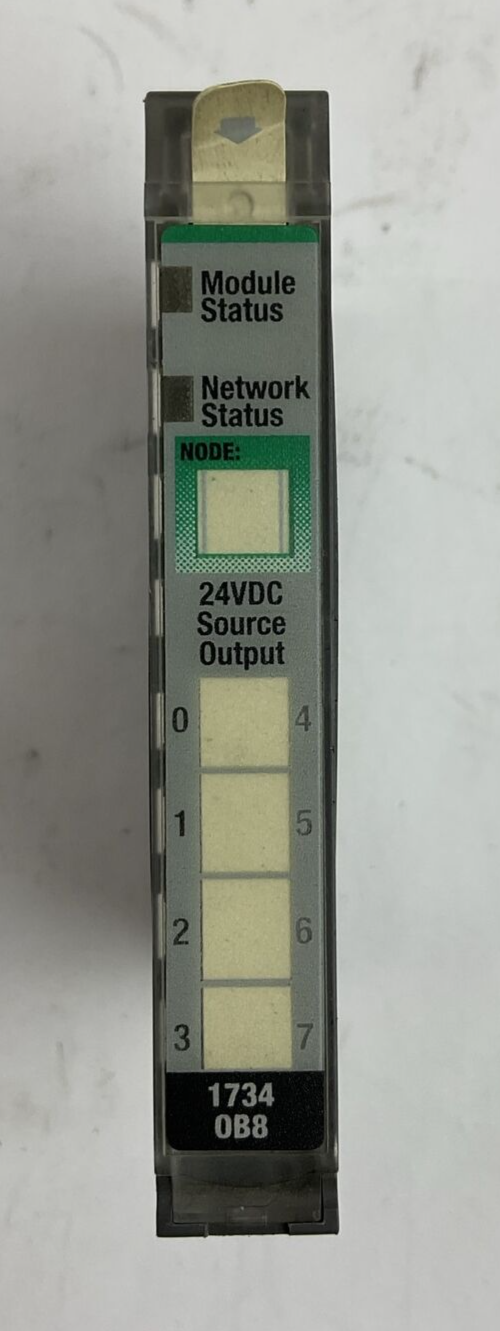 Module
Status
Network
Status
NODE:
24VDC
Source
Output
0 4
1 5
2 6
3 7
1734
OB8